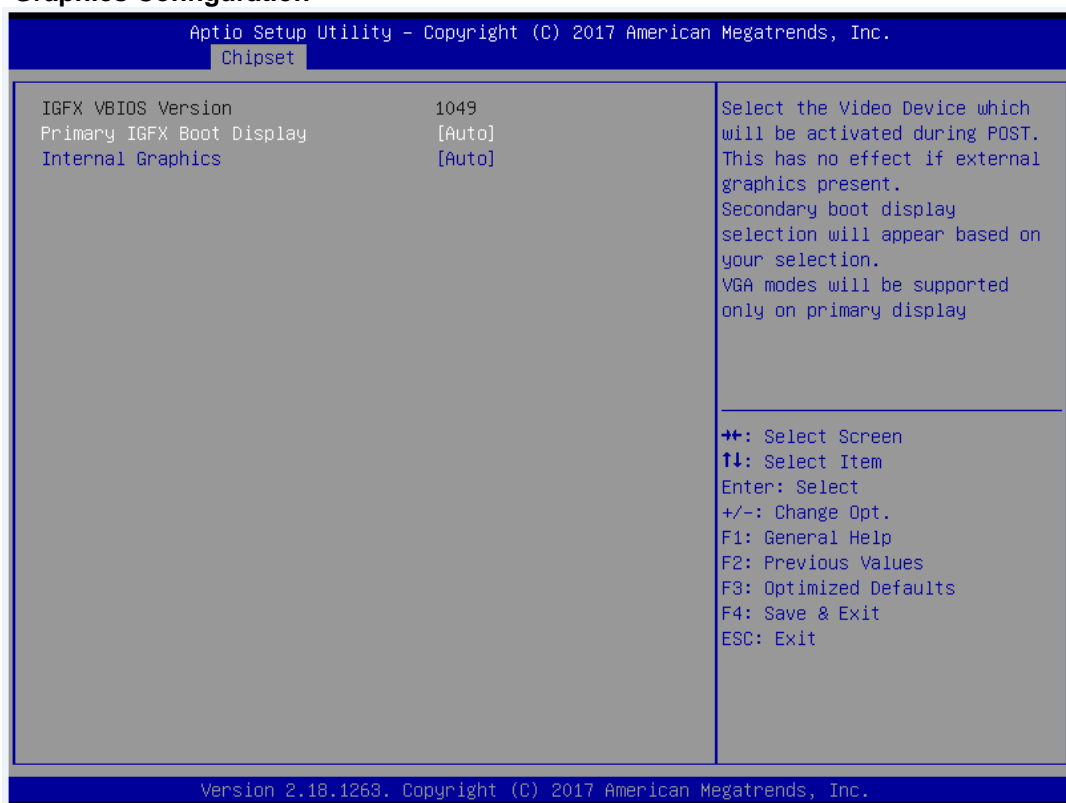 Graphics Configuration
Aptio Setup Utility – Copyright (C) 2017 American Megatrends, Inc.
Chipset
IGFX VBIOS Version 1049
Primary IGFX Boot Display [Auto]
Internal Graphics [Auto]
Select the Video Device which
will be activated during POST.
This has no effect if external
graphics present.
Secondary boot display
selection will appear based on
your selection.
VGA modes will be supported
only on primary display
→←: Select Screen
↑↓: Select Item
Enter: Select
+/-: Change Opt.
F1: General Help
F2: Previous Values
F3: Optimized Defaults
F4: Save & Exit
ESC: Exit
Version 2.18.1263. Copyright (C) 2017 American Megatrends, Inc.